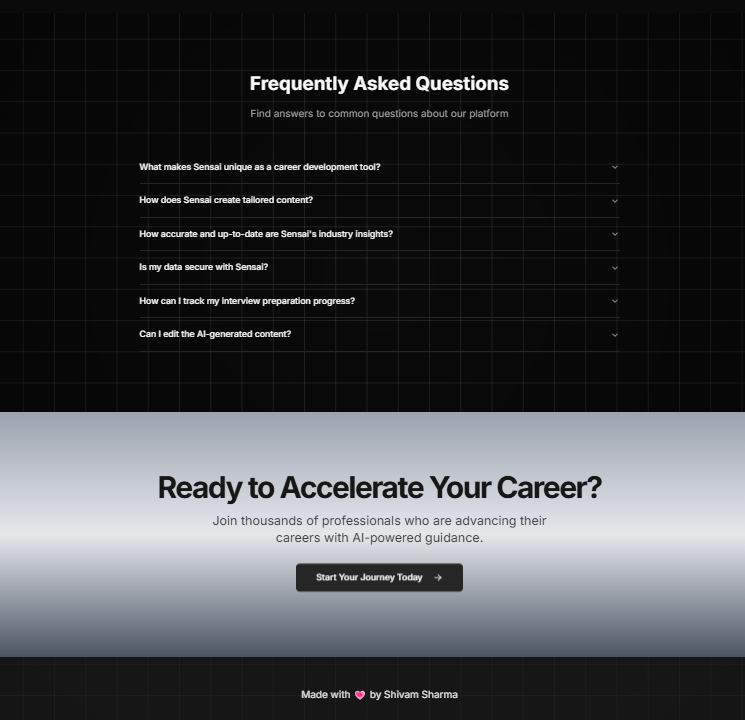 Frequently Asked Questions
Find answers to common questions about our platform
What makes Sensai unique as a career development tool?
How does Sensai create tailored content?
How accurate and up-to-date are Sensai's industry insights?
Is my data secure with Sensai?
How can I track my interview preparation progress?
Can I edit the AI-generated content?
Ready to Accelerate Your Career?
Join thousands of professionals who are advancing their
careers with AI-powered guidance.
Start Your Journey Today →
Made with 💗 by Shivam Sharma